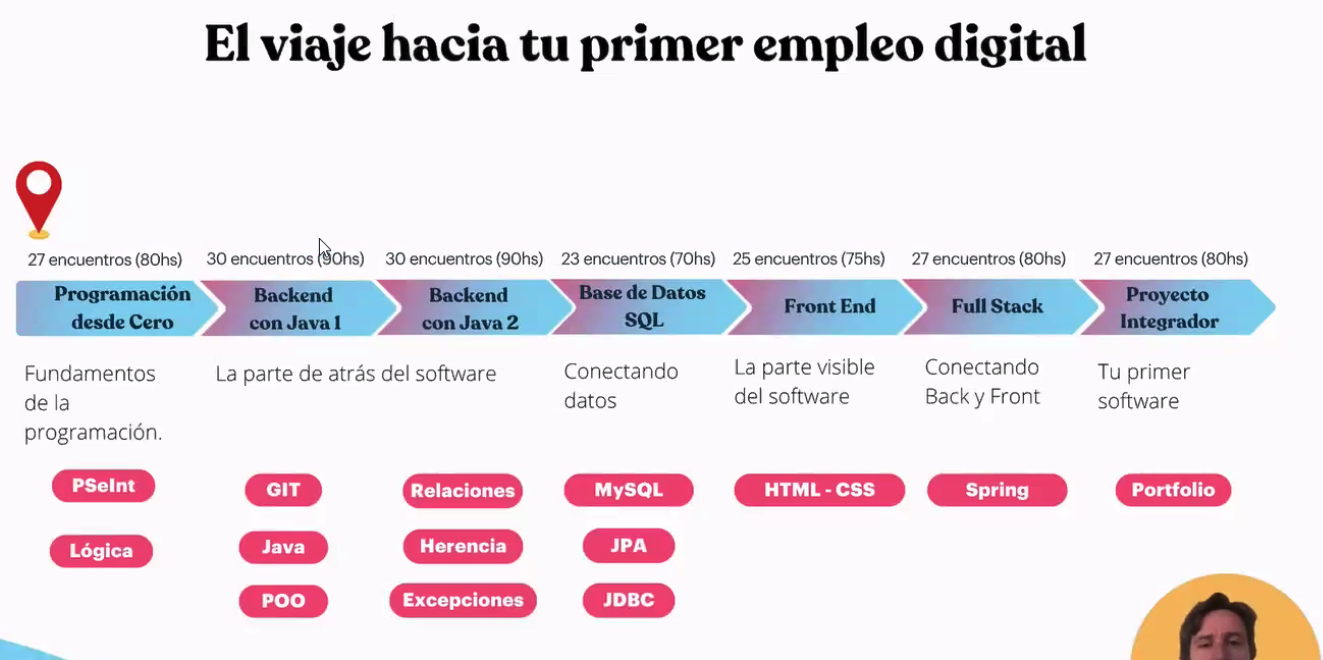 El viaje hacia tu primer empleo digital
27 encuentros (80hs)
30 encuentros (90hs)
30 encuentros (90hs)
23 encuentros (70hs)
25 encuentros (75hs)
27 encuentros (80hs)
27 encuentros (80hs)
Programación
desde Cero
Backend
con Java 1
Backend
con Java 2
Base de Datos
SQL
Front End
Full Stack
Proyecto
Integrador
Fundamentos
de la
programación.
La parte de atrás del software
Conectando
datos
La parte visible
del software
Conectando
Back y Front
Tu primer
software
PSeInt
Lógica
GIT
Java
POO
Relaciones
Herencia
Excepciones
MySQL
JPA
JDBC
HTML - CSS
Spring
Portfolio